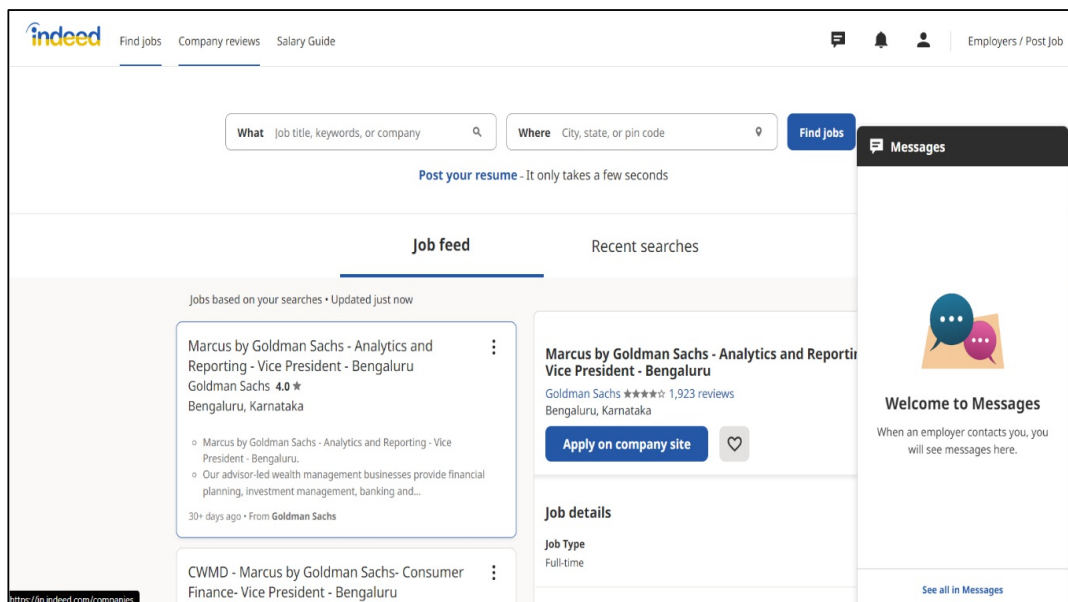 indeed
Find jobs
Company reviews
Salary Guide
Employers / Post Job
What Job title, keywords, or company
Where City, state, or pin code
Find jobs
Post your resume - It only takes a few seconds
Job feed
Recent searches
Jobs based on your searches • Updated just now
Marcus by Goldman Sachs - Analytics and
Reporting - Vice President - Bengaluru
Goldman Sachs 4.0 ★
Bengaluru, Karnataka
Marcus by Goldman Sachs - Analytics and Reporting - Vice
President - Bengaluru.
Our advisor-led wealth management businesses provide financial
planning, investment management, banking and...
30+ days ago • From Goldman Sachs
CWMD - Marcus by Goldman Sachs- Consumer
Finance- Vice President - Bengaluru
Marcus by Goldman Sachs - Analytics and Reportin
Vice President - Bengaluru
Goldman Sachs ★★★★☆ 1,923 reviews
Bengaluru, Karnataka
Apply on company site
Job details
Job Type
Full-time
Messages
Welcome to Messages
When an employer contacts you, you
will see messages here.
See all in Messages
https://in.indeed.com/companies